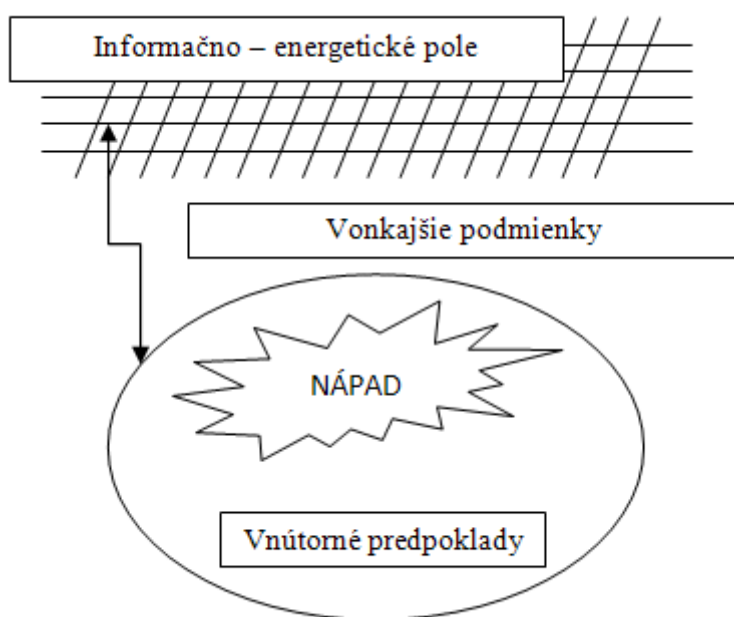 Informačno – energetické pole
Vonkajšie podmienky
NÁPAD
Vnútorné predpoklady